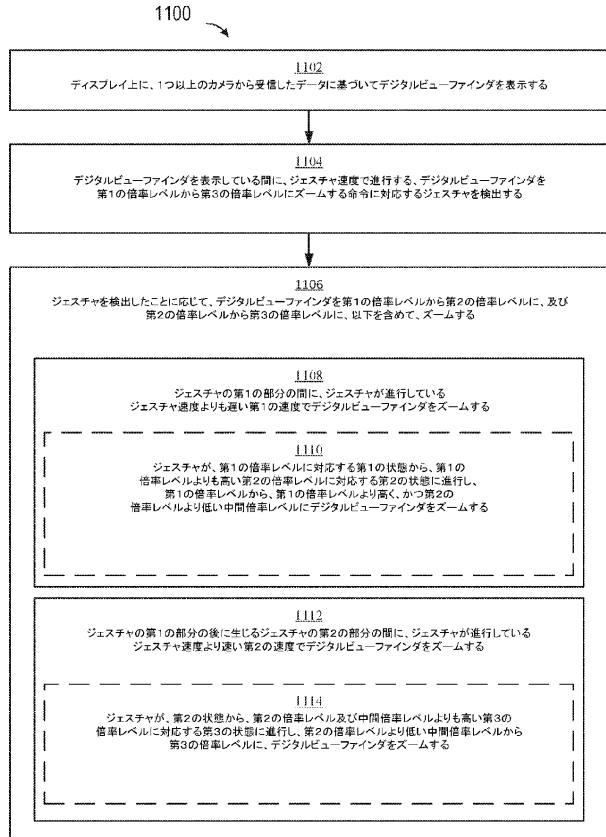 1100
1102
ディスプレイ上に、1つ以上のカメラから受信したデータに基づいてデジタルビューファインダを表示する
1104
デジタルビューファインダを表示している間に、ジェスチャ速度で進行する、デジタルビューファインダを
第1の倍率レベルから第3の倍率レベルにズームする命令に対応するジェスチャを検出する
1106
ジェスチャを検出したことに応じて、デジタルビューファインダを第1の倍率レベルから第2の倍率レベルに、及び
第2の倍率レベルから第3の倍率レベルに、以下を含めて、ズームする
1108
ジェスチャの第1の部分の間に、ジェスチャが進行している
ジェスチャ速度よりも遅い第1の速度でデジタルビューファインダをズームする
1110
ジェスチャが、第1の倍率レベルに対応する第1の状態から、第1の
倍率レベルよりも高い第2の倍率レベルに対応する第2の状態に進行し、
第1の倍率レベルから、第1の倍率レベルより高く、かつ第2の
倍率レベルより低い中間倍率レベルにデジタルビューファインダをズームする
1112
ジェスチャの第1の部分の後に生じるジェスチャの第2の部分の間に、ジェスチャが進行している
ジェスチャ速度より速い第2の速度でデジタルビューファインダをズームする
1114
ジェスチャが、第2の状態から、第2の倍率レベル及び中間倍率レベルよりも高い第3の
倍率レベルに対応する第3の状態に進行し、第2の倍率レベルより低い中間倍率レベルから
第3の倍率レベルに、デジタルビューファインダをズームする